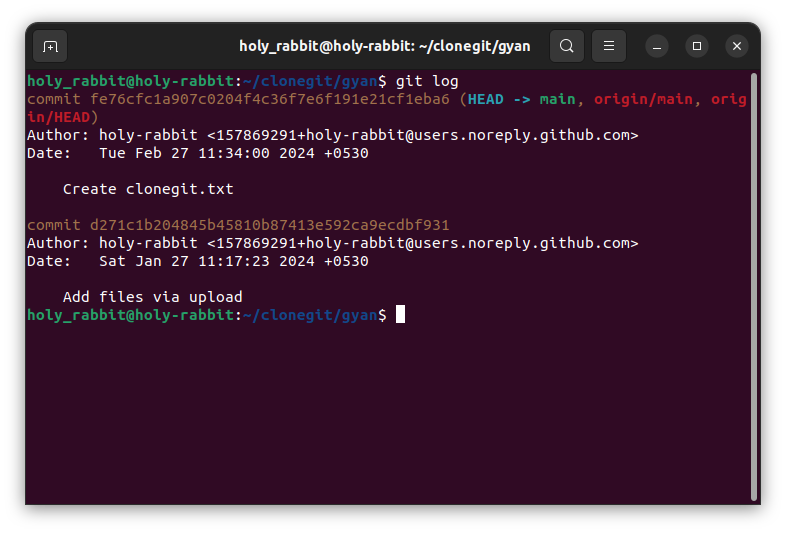 holy_rabbit@holy-rabbit: ~/clonegit/gyan
holy_rabbit@holy-rabbit:~/clonegit/gyan$ git log
commit fe76cfc1a907c0204f4c36f7e6f191e21cf1eba6 (HEAD -> main, origin/main, orig
in/HEAD)
Author: holy-rabbit <157869291+holy-rabbit@users.noreply.github.com>
Date:   Tue Feb 27 11:34:00 2024 +0530
    Create clonegit.txt
commit d271c1b204845b45810b87413e592ca9ecdbf931
Author: holy-rabbit <157869291+holy-rabbit@users.noreply.github.com>
Date:   Sat Jan 27 11:17:23 2024 +0530
    Add files via upload
holy_rabbit@holy-rabbit:~/clonegit/gyan$